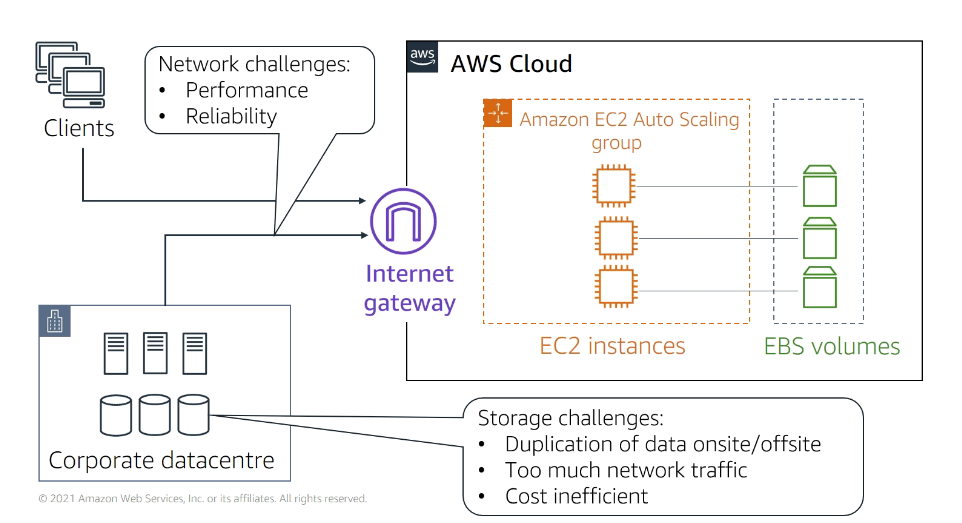 Clients
Network challenges:
• Performance
• Reliability
aws
AWS Cloud
Amazon EC2 Auto Scaling
group
Internet
gateway
EC2 instances
EBS volumes
Corporate datacentre
Storage challenges:
• Duplication of data onsite/offsite
• Too much network traffic
• Cost inefficient
© 2021 Amazon Web Services, Inc. or its affiliates. All rights reserved.